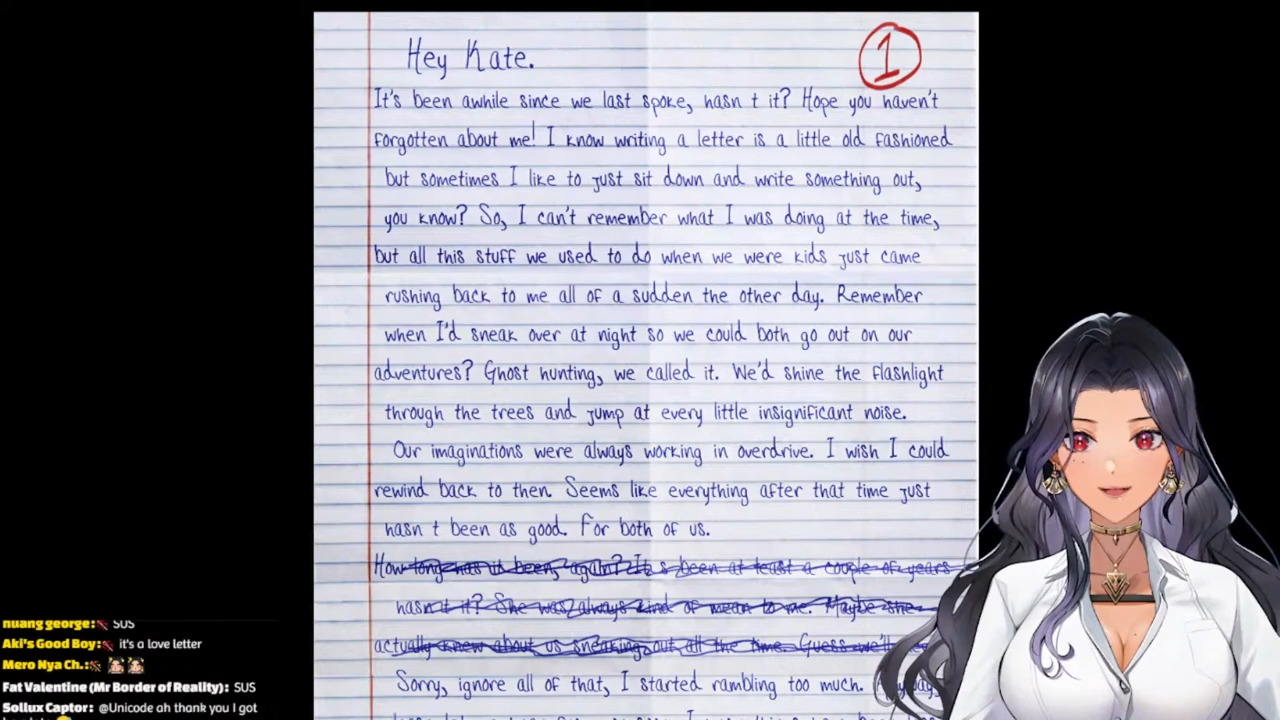 Hey Kate.
1
It's been awhile since we last spoke, hasn t it? Hope you haven't
forgotten about me! I know writing a letter is a little old fashioned
but sometimes I like to just sit down and write something out,
you know? So, I can't remember what I was doing at the time,
but all this stuff we used to do when we were kids just came
rushing back to me all of a sudden the other day. Remember
when I'd sneak over at night so we could both go out on our
adventures? Ghost hunting, we called it. We'd shine the flashlight
through the trees and jump at every little insignificant noise.
Our imaginations were always working in overdrive. I wish I could
rewind back to then. Seems like everything after that time just
hasn t been as good. For both of us.
How long has it been, again? It s been at least a couple of years
hasn t it? She was always kind of mean to me. Maybe she
actually knew about us sneaking out all the time. Guess we'll
Sorry, ignore all of that, I started rambling too much.
huang george: SUS
Aki's Good Boy: it's a love letter
Mero Nya Ch.:
Fat Valentine (Mr Border of Reality): SUS
Sollux Captor: @Unicode ah thank you I got